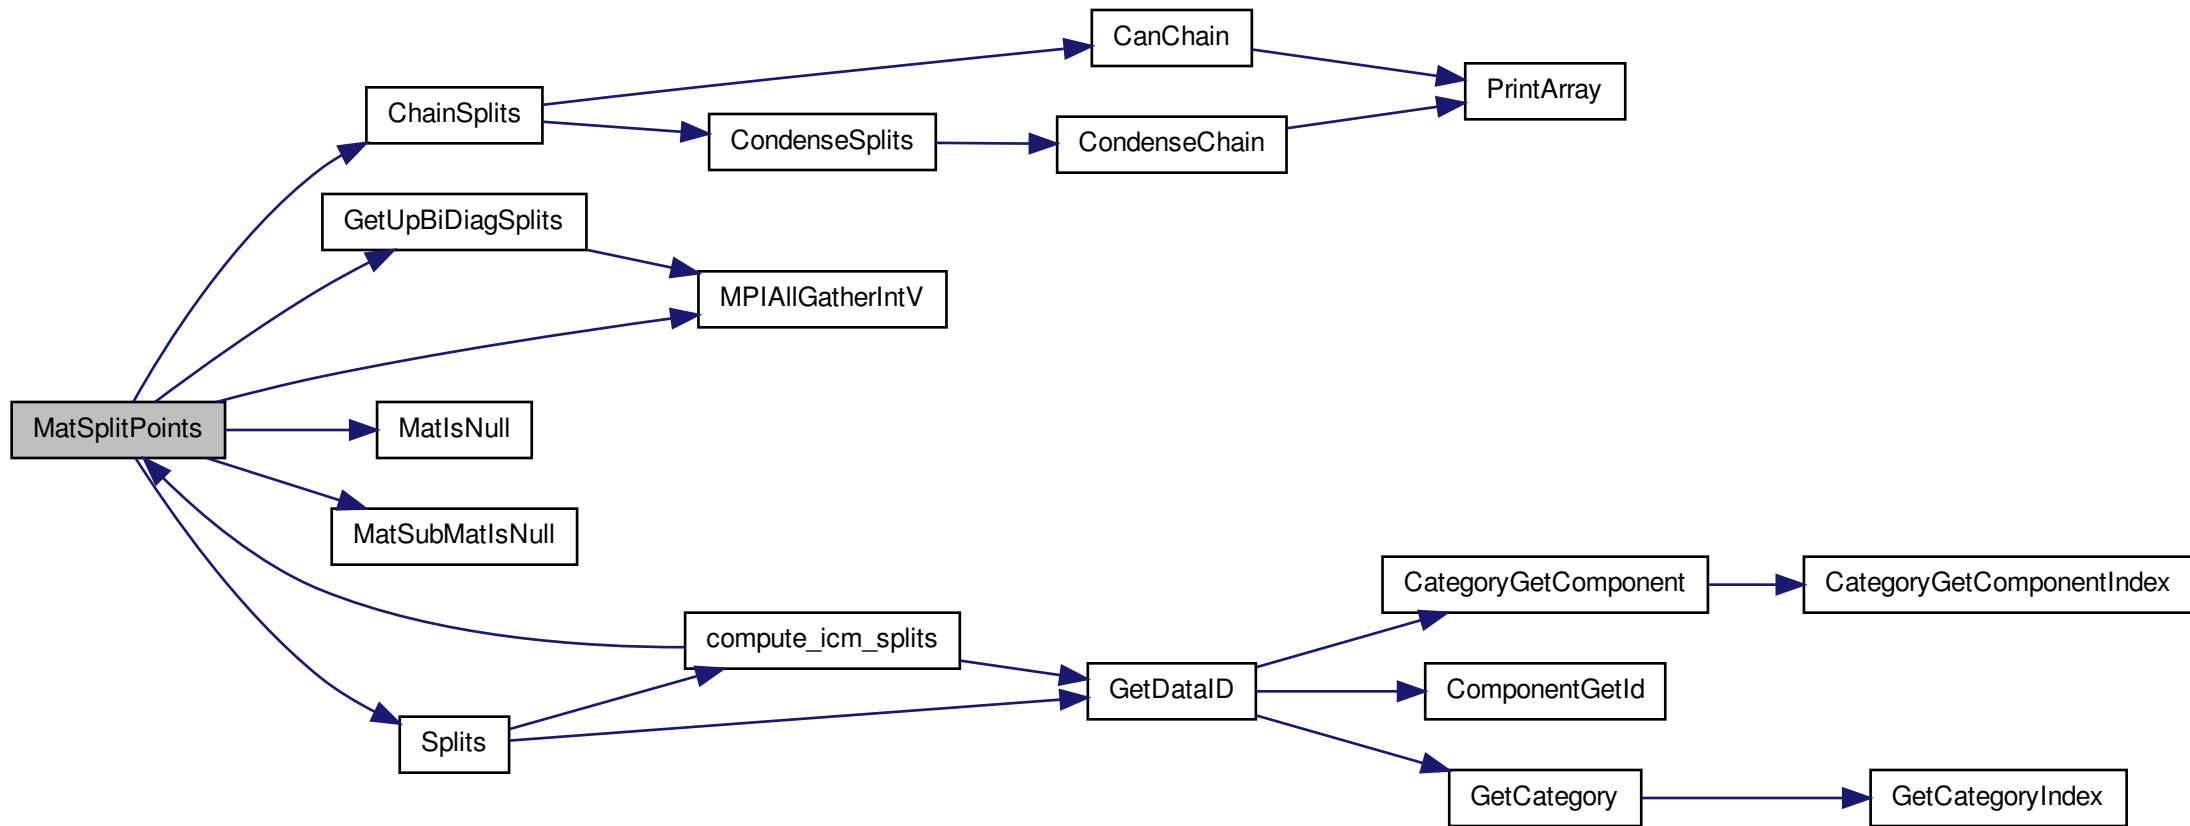 CanChain
PrintArray
ChainSplits
CondenseSplits
CondenseChain
GetUpBiDiagSplits
MPIAllGatherIntV
MatSplitPoints
MatIsNull
MatSubMatIsNull
CategoryGetComponent
CategoryGetComponentIndex
compute_icm_splits
GetDataID
ComponentGetId
Splits
GetCategory
GetCategoryIndex